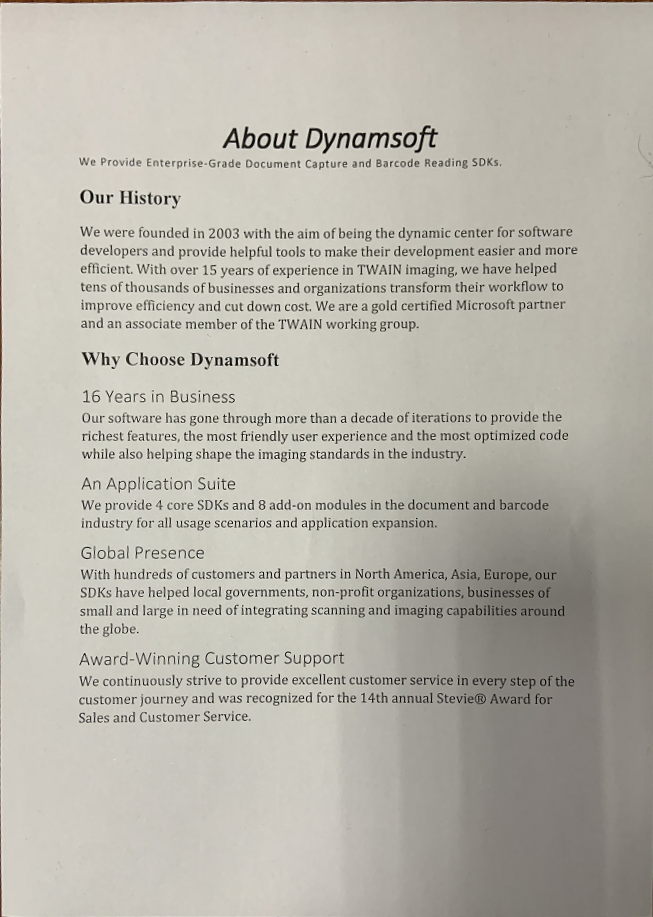 About Dynamsoft
We Provide Enterprise-Grade Document Capture and Barcode Reading SDKs.
Our History
We were founded in 2003 with the aim of being the dynamic center for software
developers and provide helpful tools to make their development easier and more
efficient. With over 15 years of experience in TWAIN imaging, we have helped
tens of thousands of businesses and organizations transform their workflow to
improve efficiency and cut down cost. We are a gold certified Microsoft partner
and an associate member of the TWAIN working group.
Why Choose Dynamsoft
16 Years in Business
Our software has gone through more than a decade of iterations to provide the
richest features, the most friendly user experience and the most optimized code
while also helping shape the imaging standards in the industry.
An Application Suite
We provide 4 core SDKs and 8 add-on modules in the document and barcode
industry for all usage scenarios and application expansion.
Global Presence
With hundreds of customers and partners in North America, Asia, Europe, our
SDKs have helped local governments, non-profit organizations, businesses of
small and large in need of integrating scanning and imaging capabilities around
the globe.
Award-Winning Customer Support
We continuously strive to provide excellent customer service in every step of the
customer journey and was recognized for the 14th annual Stevie® Award for
Sales and Customer Service.